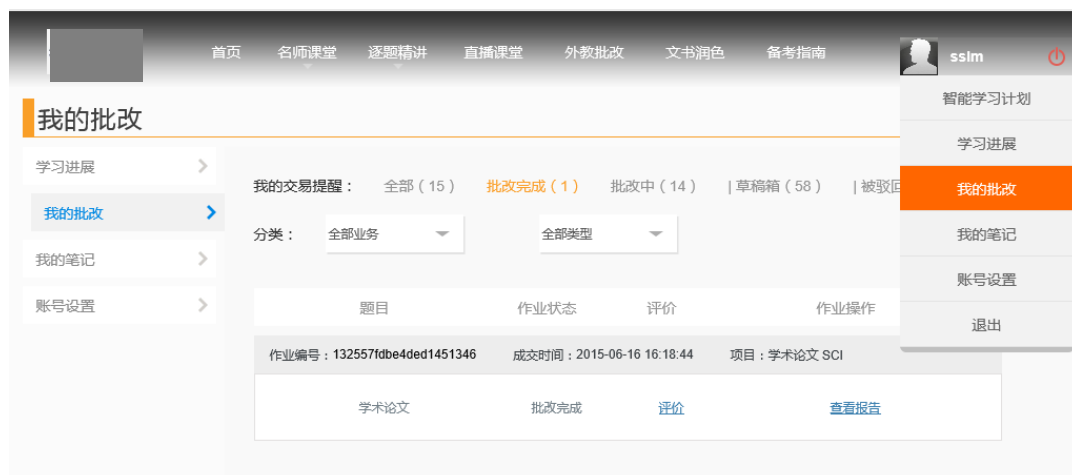 首页 名师课堂 逐题精讲 直播课堂 外教批改 文书润色 备考指南 sslm
智能学习计划
学习进展
我的批改
我的笔记
账号设置
退出
我的批改
学习进展
我的批改
我的笔记
账号设置
我的交易提醒： 全部（15） 批改完成（1） 批改中（14） | 草稿箱（58） | 被驳回
分类： 全部业务 全部类型
题目 作业状态 评价 作业操作
作业编号：132557fdbe4ded1451346 成交时间：2015-06-16 16:18:44 项目：学术论文 SCI
学术论文 批改完成 评价 查看报告